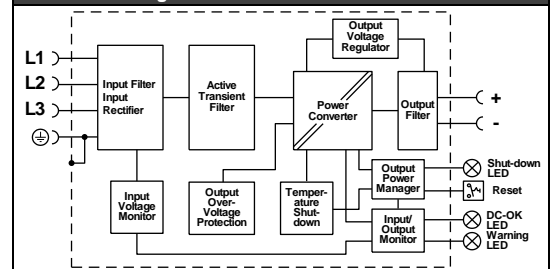 L1
L2
L3
Input Filter
Input
Rectifier
Active
Transient
Filter
Output
Voltage
Regulator
Power
Converter
Output
Filter
+
-
Input
Voltage
Monitor
Output
Over-
Voltage
Protection
Temper-
ature
Shut-
down
Output
Power
Manager
Input/
Output
Monitor
Shut-down
LED
Reset
DC-OK
LED
Warning
LED